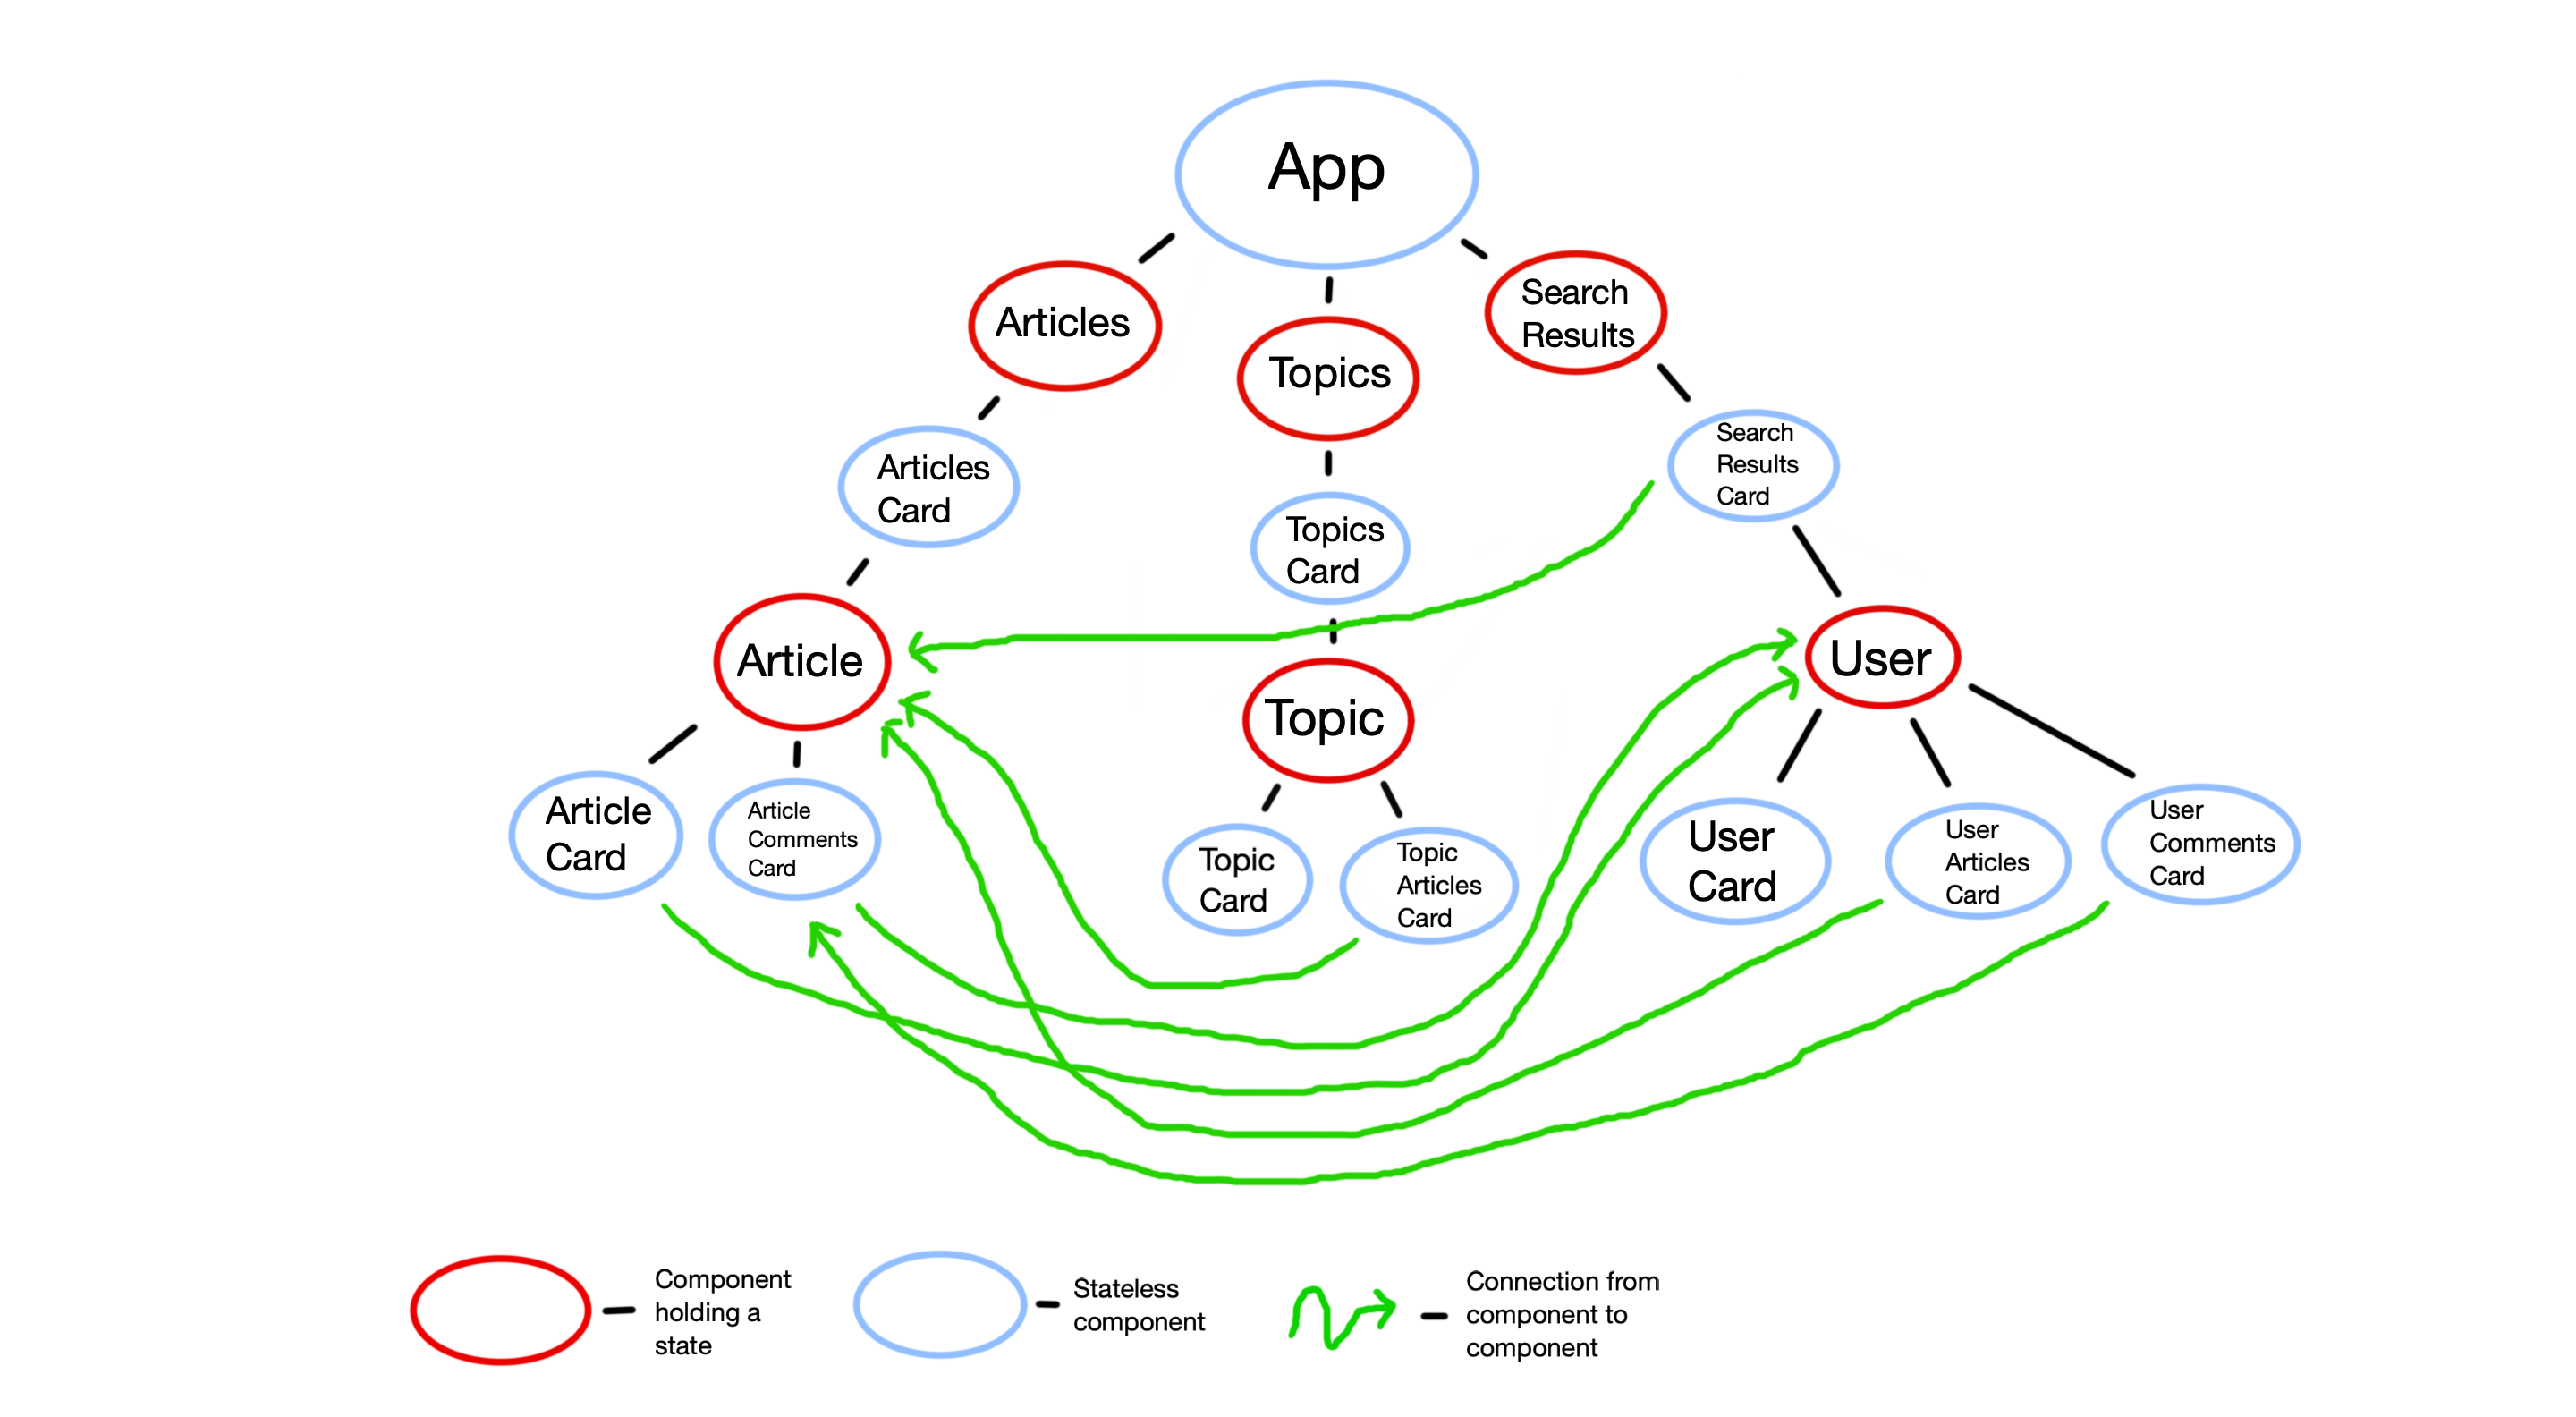 App
Articles
Search
Results
Topics
Articles
Card
Search
Results
Card
Topics
Card
Article
User
Topic
Article
Card
Article
Comments
Card
Topic
Card
Topic
Articles
Card
User
Card
User
Articles
Card
User
Comments
Card
Component
holding a
state
Stateless
component
Connection from
component to
component